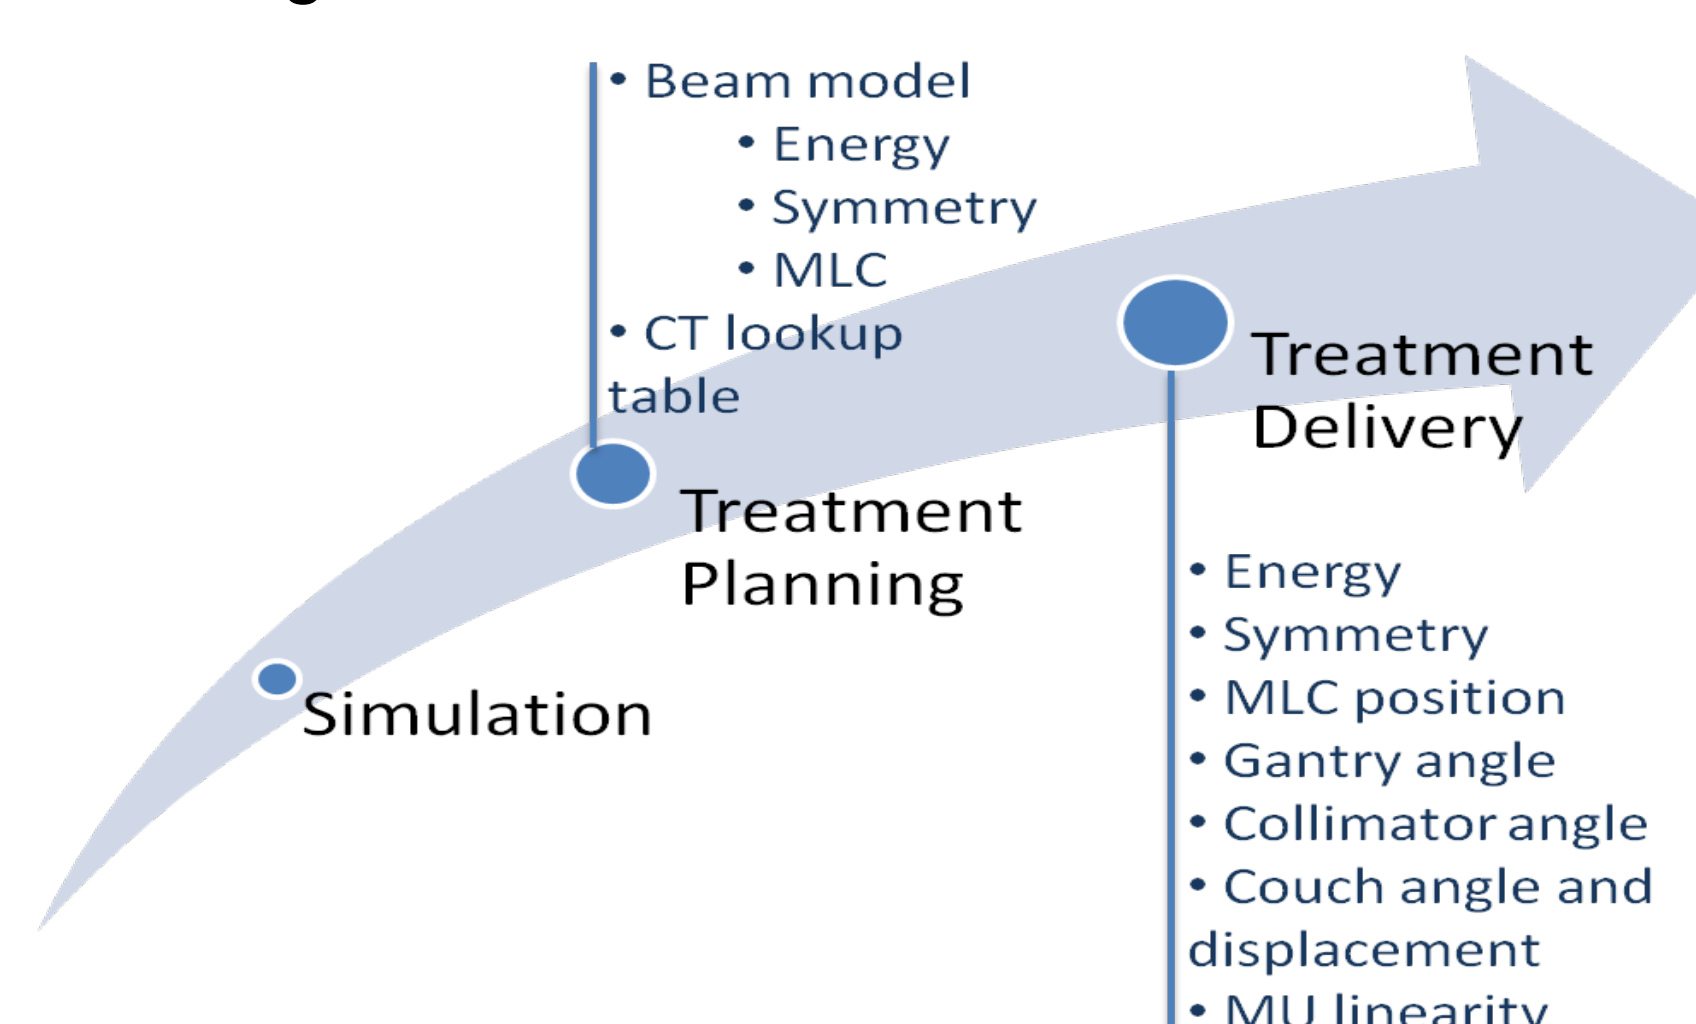 • Beam model
• Energy
• Symmetry
• MLC
• CT lookup
table
Treatment
Delivery
Treatment
Planning
Simulation
• Energy
• Symmetry
• MLC position
• Gantry angle
• Collimator angle
• Couch angle and
displacement
• MU linearity